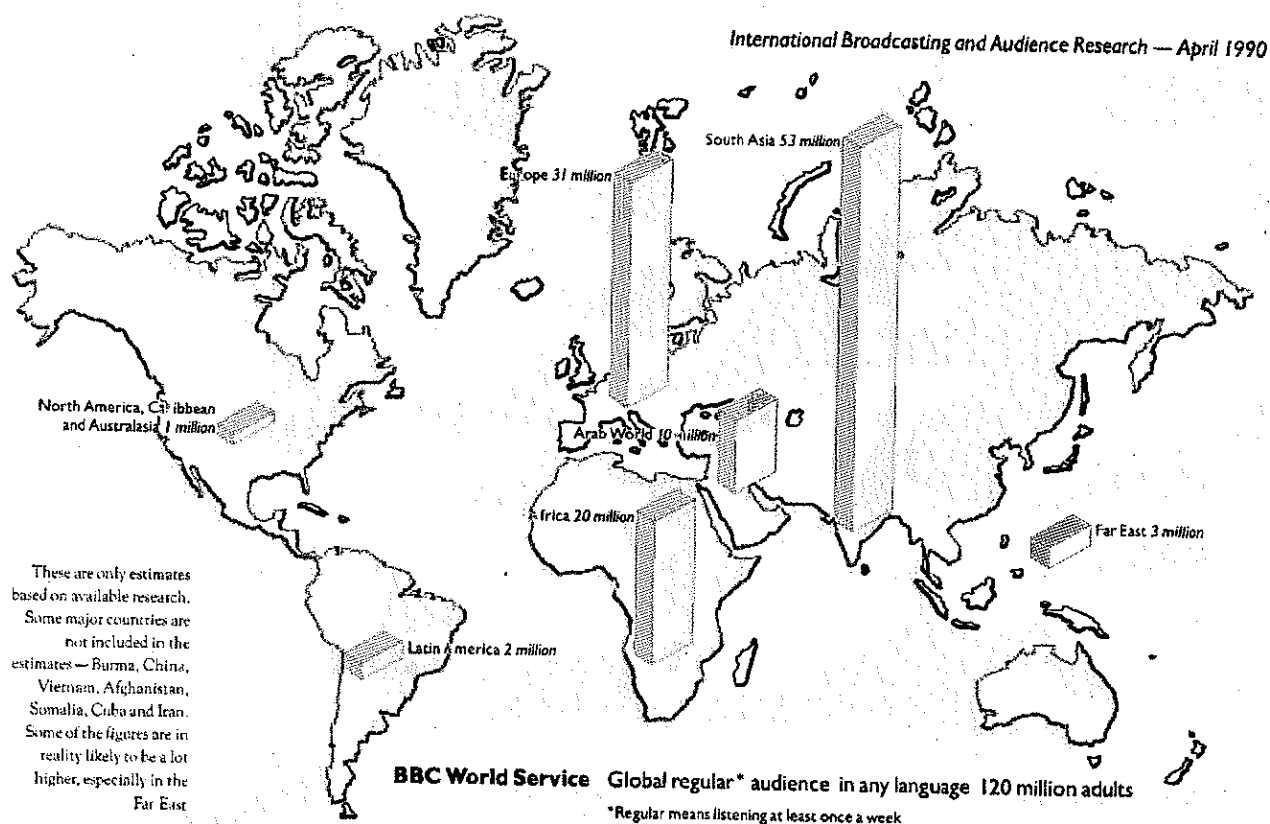 International Broadcasting and Audience Research — April 1990
South Asia 53 million
Europe 31 million
North America, Caribbean
and Australasia 1 million
Arab World 10 million
Africa 20 million
Far East 3 million
Latin America 2 million
These are only estimates
based on available research.
Some major countries are
not included in the
estimates — Burma, China,
Vietnam, Afghanistan,
Somalia, Cuba and Iran.
Some of the figures are in
reality likely to be a lot
higher, especially in the
Far East
BBC World Service Global regular* audience in any language 120 million adults
*Regular means listening at least once a week